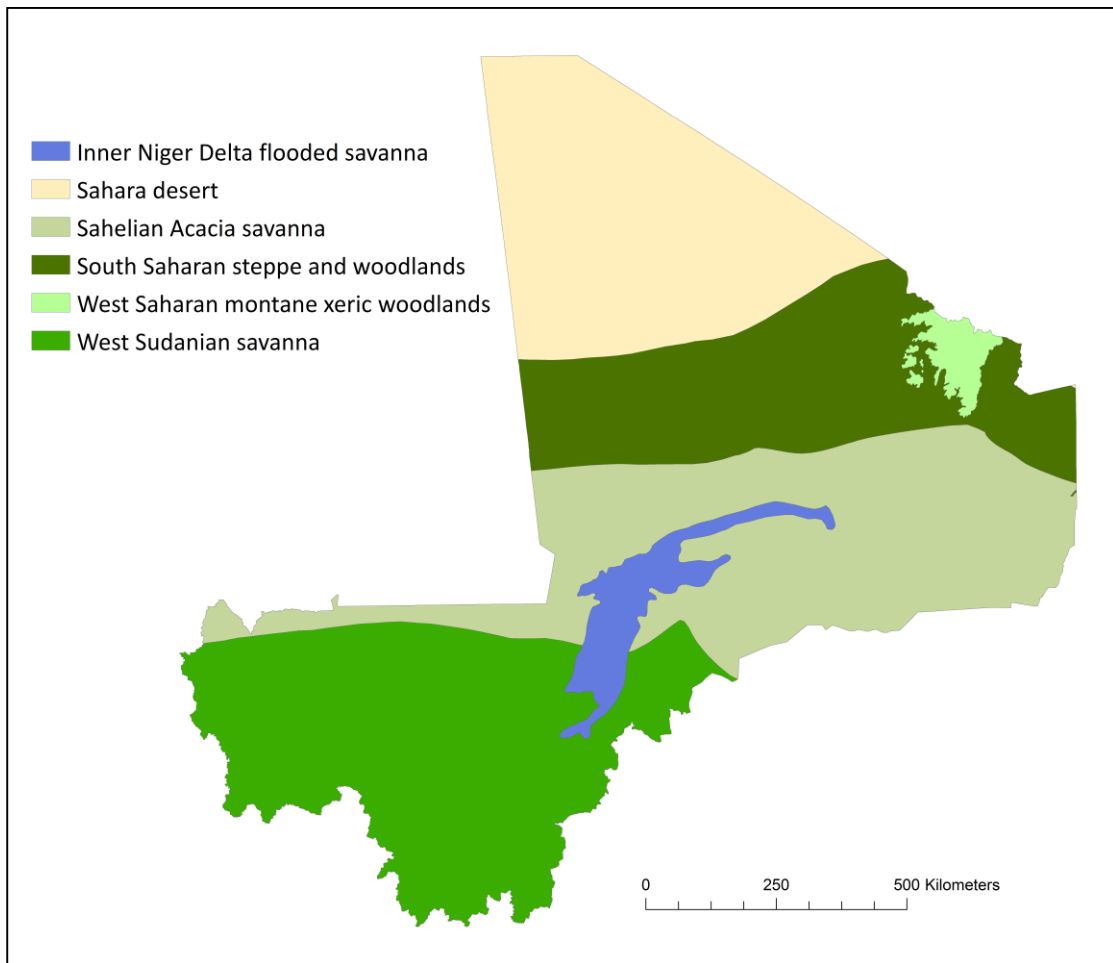 Inner Niger Delta flooded savanna
Sahara desert
Sahelian Acacia savanna
South Saharan steppe and woodlands
West Saharan montane xeric woodlands
West Sudanian savanna
0 250 500 Kilometers